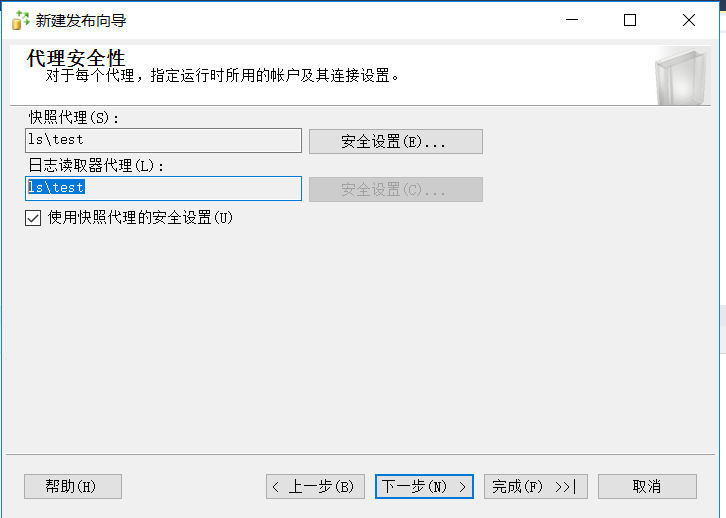 新建发布向导
代理安全性
对于每个代理，指定运行时所用的帐户及其连接设置。
快照代理(S)：
ls\test
安全设置(E)...
日志读取器代理(L)：
ls\test
安全设置(C)...
使用快照代理的安全设置(U)
帮助(H)
< 上一步(B)
下一步(N) >
完成(F) >>|
取消